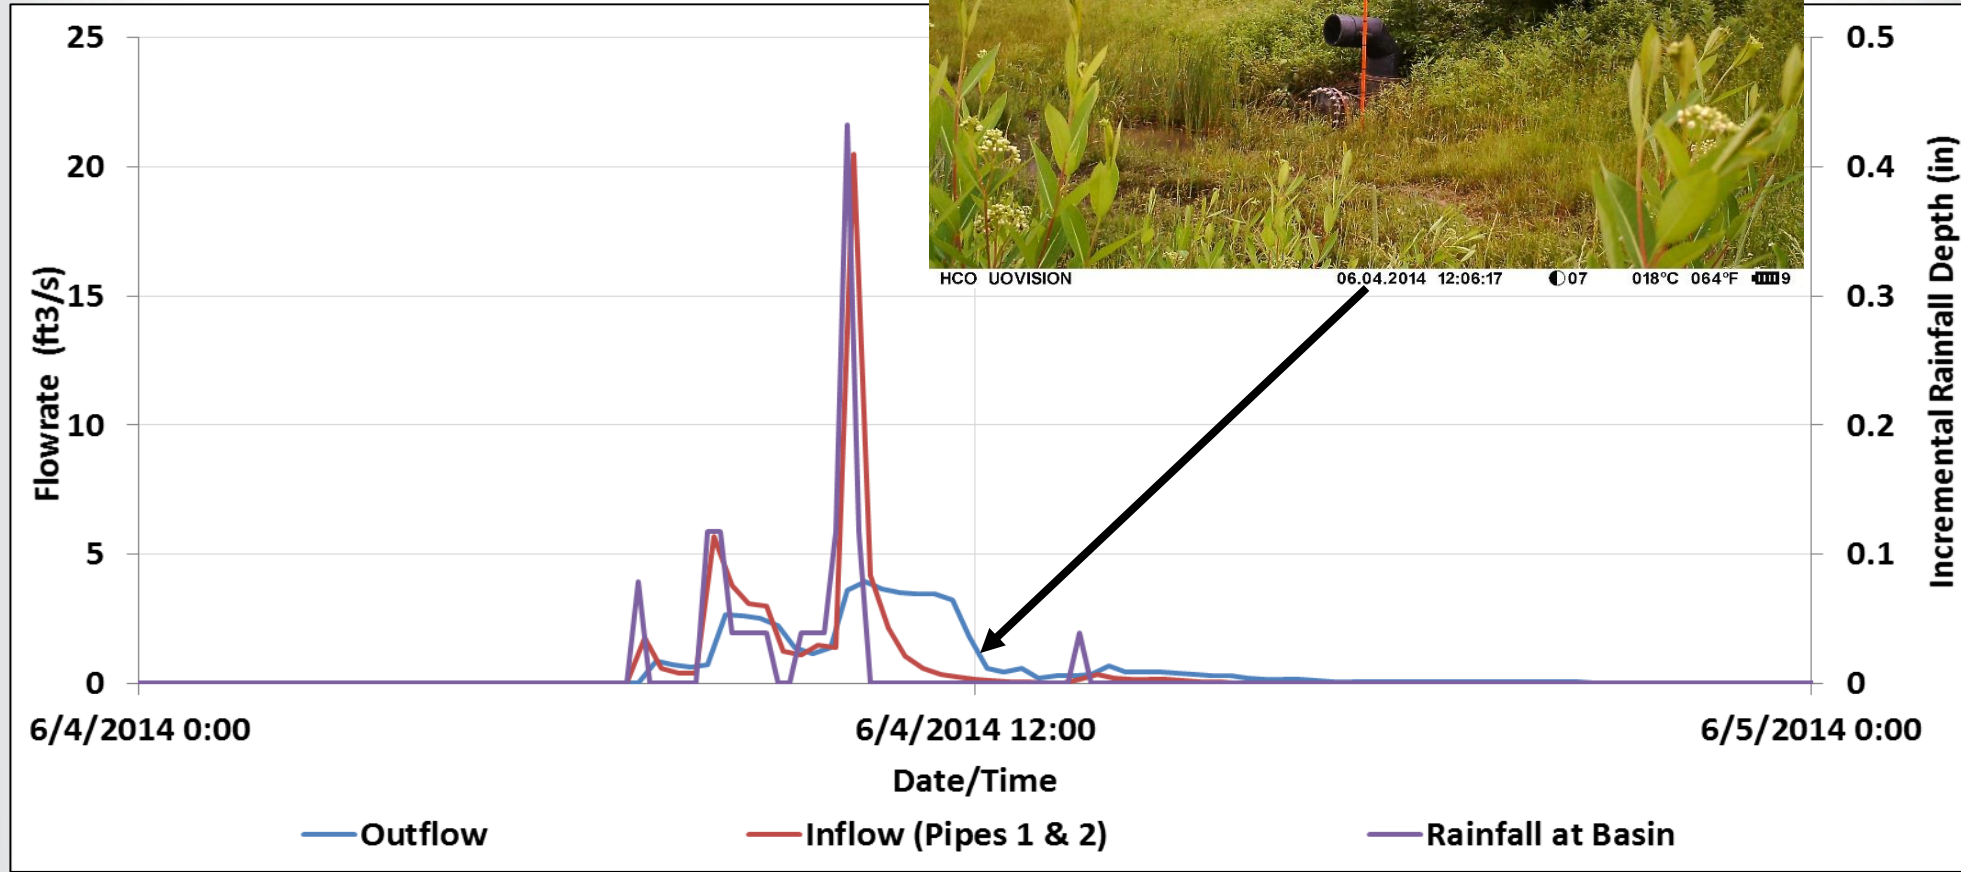 25
20
15
10
5
0
Flowrate (ft3/s)
0.5
0.4
0.3
0.2
0.1
0
Incremental Rainfall Depth (in)
HCO UOVISION 06.04.2014 12:06:17 07 018°C 064°F 9
6/4/2014 0:00 6/4/2014 12:00 6/5/2014 0:00
Date/Time
Outflow Inflow (Pipes 1 & 2) Rainfall at Basin